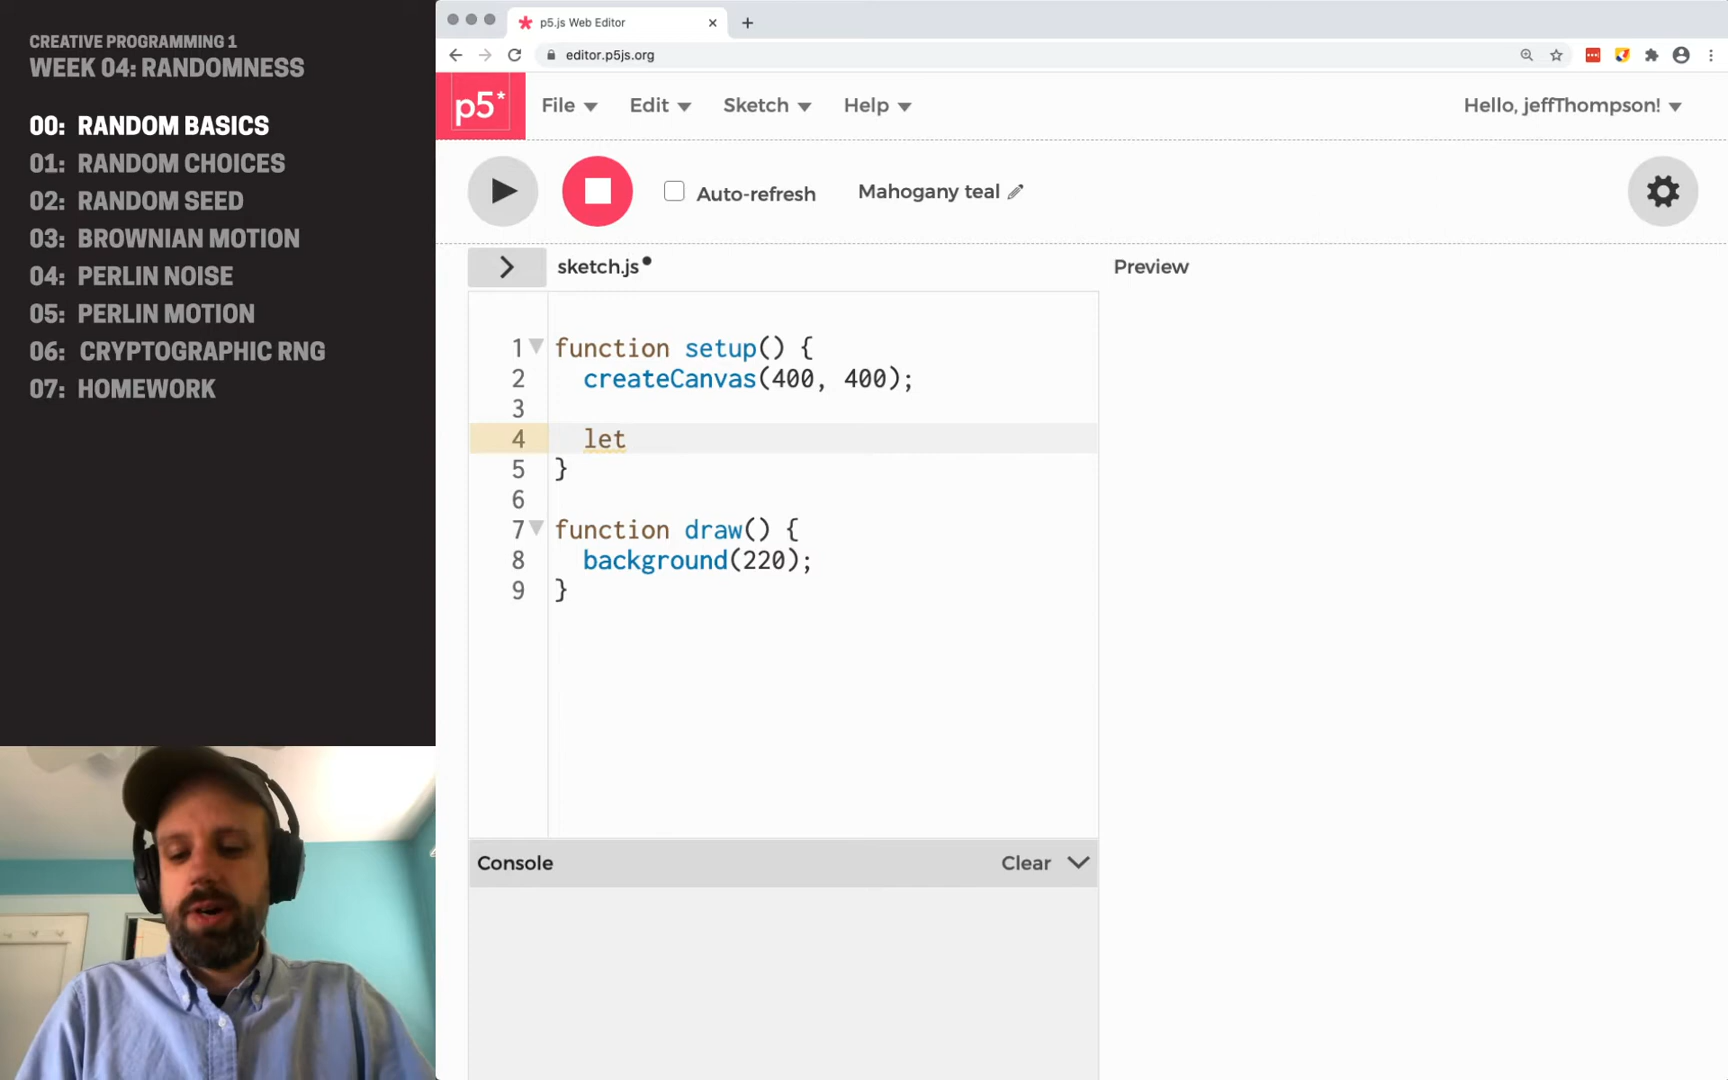 CREATIVE PROGRAMMING 1
WEEK 04: RANDOMNESS
00: RANDOM BASICS
01: RANDOM CHOICES
02: RANDOM SEED
03: BROWNIAN MOTION
04: PERLIN NOISE
05: PERLIN MOTION
06: CRYPTOGRAPHIC RNG
07: HOMEWORK
p5.js Web Editor
editor.p5js.org
p5* File Edit Sketch Help Hello, jeffThompson!
Auto-refresh Mahogany teal
sketch.js Preview
1 function setup() {
2 createCanvas(400, 400);
3
4 let
5 }
6
7 function draw() {
8 background(220);
9 }
Console Clear